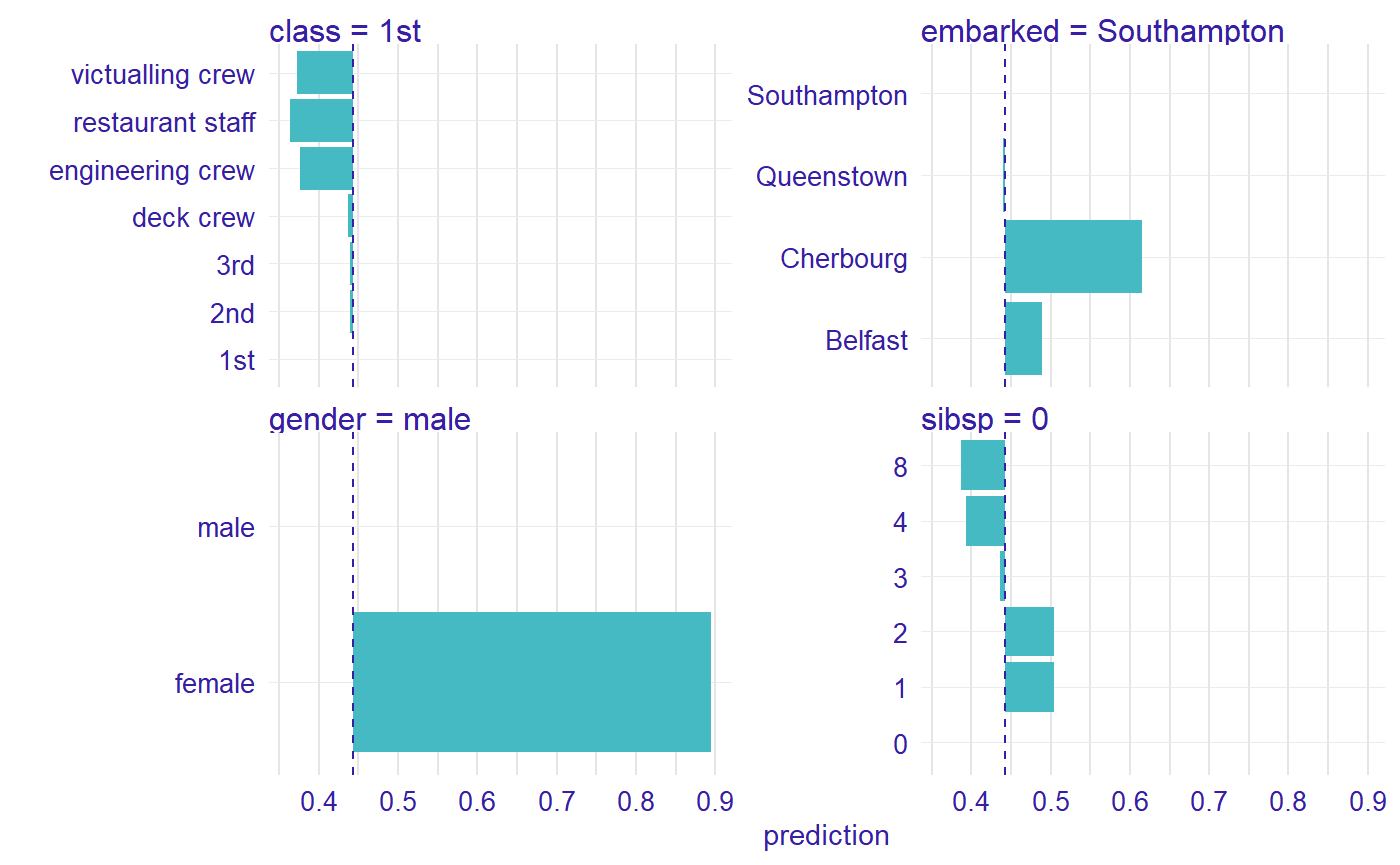 class = 1st
victualling crew
restaurant staff
engineering crew
deck crew
3rd
2nd
1st
embarked = Southampton
Southampton
Queenstown
Cherbourg
Belfast
gender = male
male
female
0.4 0.5 0.6 0.7 0.8 0.9
sibsp = 0
8
4
3
2
1
0
0.4 0.5 0.6 0.7 0.8 0.9
prediction